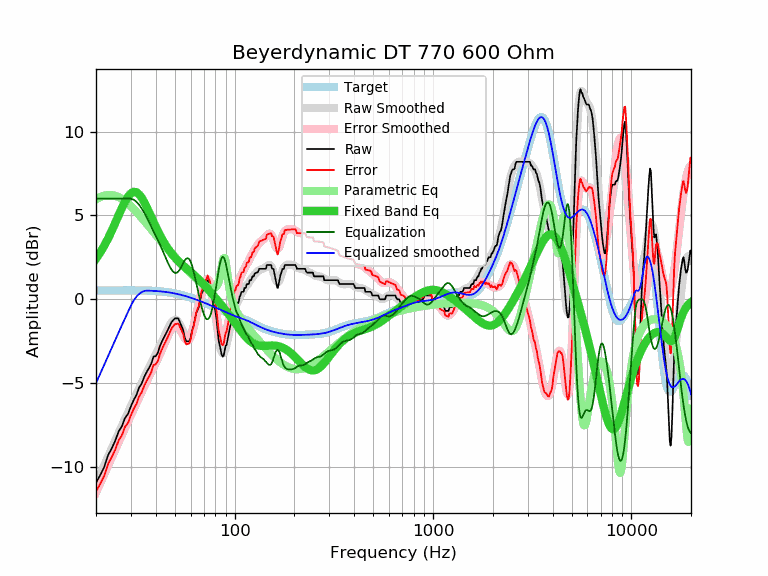 Beyerdynamic DT 770 600 Ohm
Target
Raw Smoothed
Error Smoothed
Raw
Error
Parametric Eq
Fixed Band Eq
Equalization
Equalized smoothed
Amplitude (dBr)
10
5
0
−5
−10
100
1000
10000
Frequency (Hz)